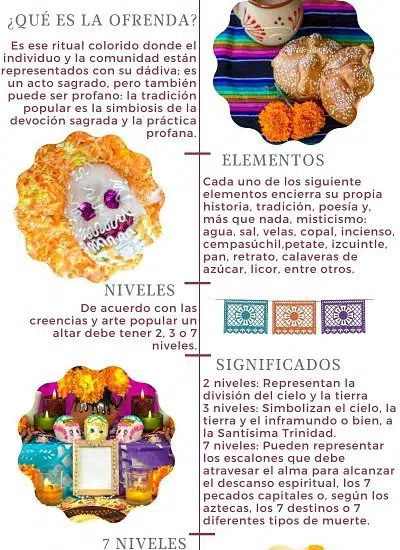 ¿QUÉ ES LA OFRENDA?
Es ese ritual colorido donde el
individuo y la comunidad están
representados con su dádiva; es
un acto sagrado, pero también
puede ser profano: la tradición
popular es la simbiosis de la
devoción sagrada y la práctica
profana.
ELEMENTOS
Cada uno de los siguiente
elementos encierra su propia
historia, tradición, poesía y,
más que nada, misticismo:
agua, sal, velas, copal, incienso,
cempasúchil,petate, izcuintle,
pan, retrato, calaveras de
azúcar, licor, entre otros.
NIVELES
De acuerdo con las
creencias y arte popular un
altar debe tener 2, 3 o 7
niveles.
SIGNIFICADOS
2 niveles: Representan la
división del cielo y la tierra
3 niveles: Simbolizan el cielo, la
tierra y el inframundo o bien, a
la Santísima Trinidad.
7 niveles: Pueden representar
los escalones que debe
atravesar el alma para alcanzar
el descanso espiritual, los 7
pecados capitales o, según los
aztecas, los 7 destinos o 7
diferentes tipos de muerte.
7 NIVELES